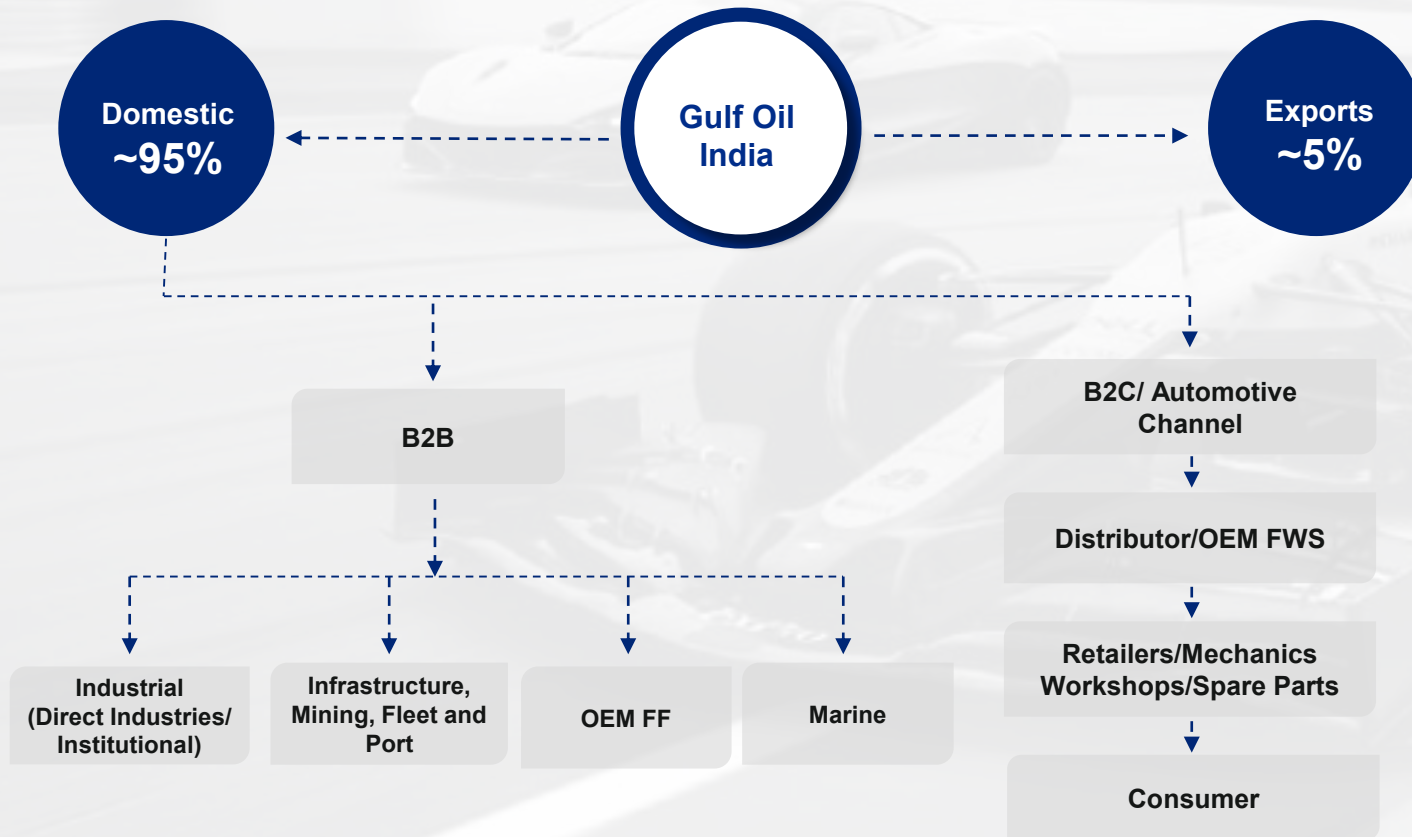 Domestic
~95%
Gulf Oil
India
Exports
~5%
B2B
B2C/ Automotive
Channel
Distributor/OEM FWS
Retailers/Mechanics
Workshops/Spare Parts
Consumer
Industrial
(Direct Industries/
Institutional)
Infrastructure,
Mining, Fleet and
Port
OEM FF
Marine